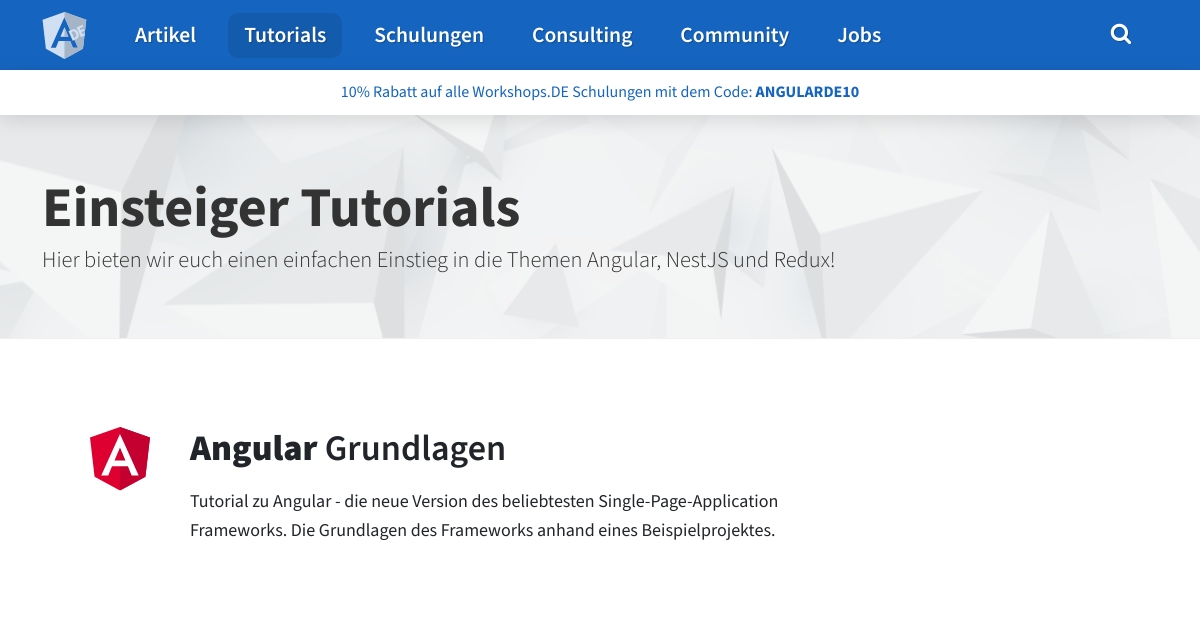 A DE
Artikel
Tutorials
Schulungen
Consulting
Community
Jobs
10% Rabatt auf alle Workshops.DE Schulungen mit dem Code: ANGULARDE10
Einsteiger Tutorials
Hier bieten wir euch einen einfachen Einstieg in die Themen Angular, NestJS und Redux!
A
Angular Grundlagen
Tutorial zu Angular - die neue Version des beliebtesten Single-Page-Application
Frameworks. Die Grundlagen des Frameworks anhand eines Beispielprojektes.